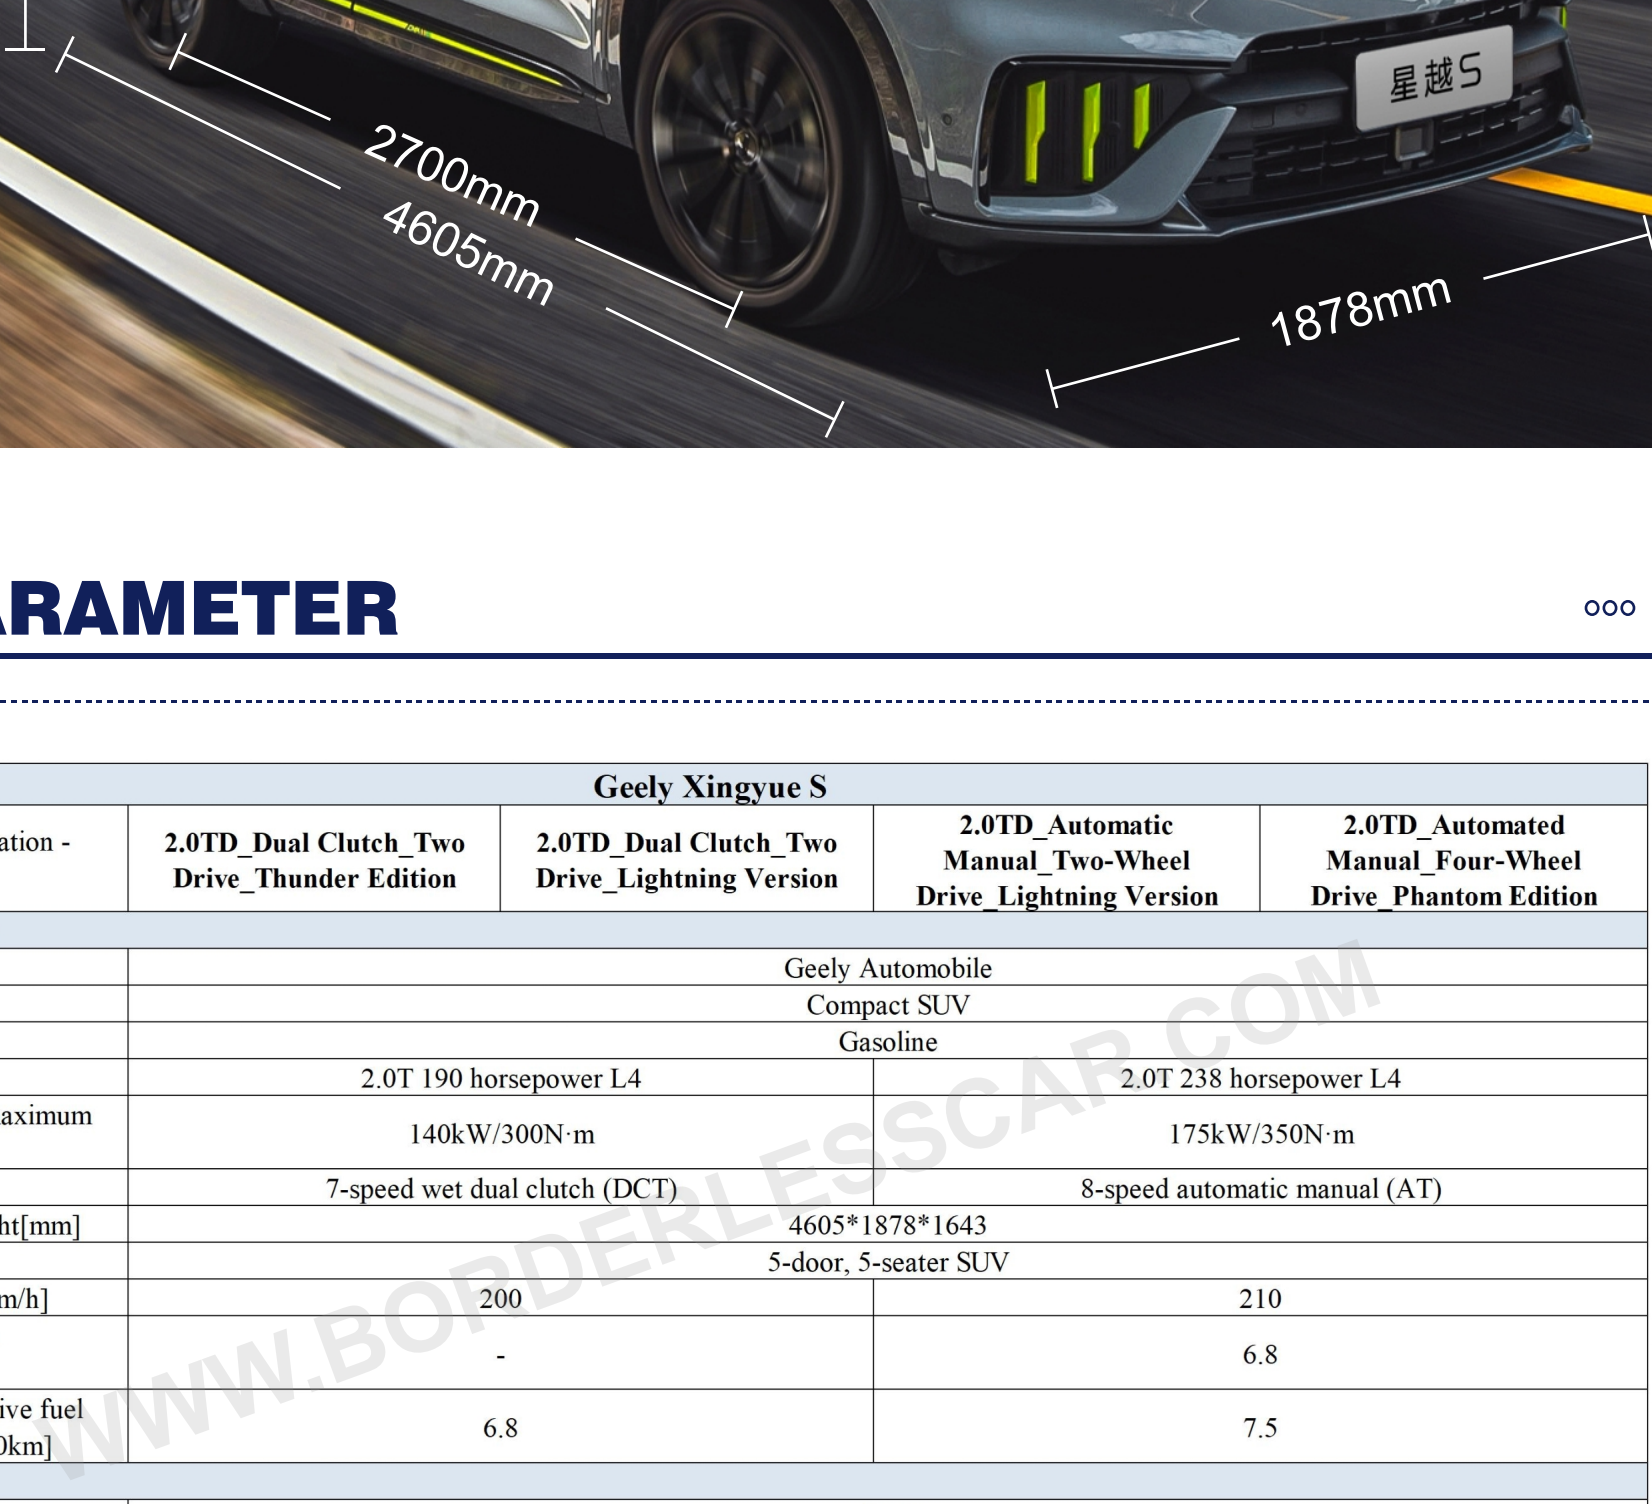 星越S
2700mm
4605mm
1878mm
ARAMETER
Geely Xingyue S
ation -
2.0TD_Dual Clutch_Two
Drive_Thunder Edition
2.0TD_Dual Clutch_Two
Drive_Lightning Version
2.0TD_Automatic
Manual_Two-Wheel
Drive_Lightning Version
2.0TD_Automated
Manual_Four-Wheel
Drive_Phantom Edition
Geely Automobile
Compact SUV
Gasoline
2.0T 190 horsepower L4
2.0T 238 horsepower L4
aximum
140kW/300N·m
175kW/350N·m
7-speed wet dual clutch (DCT)
8-speed automatic manual (AT)
ht[mm]
4605*1878*1643
5-door, 5-seater SUV
m/h]
200
210
-
6.8
ive fuel
0km]
6.8
7.5
WWW.BORDERLESSCAR.COM